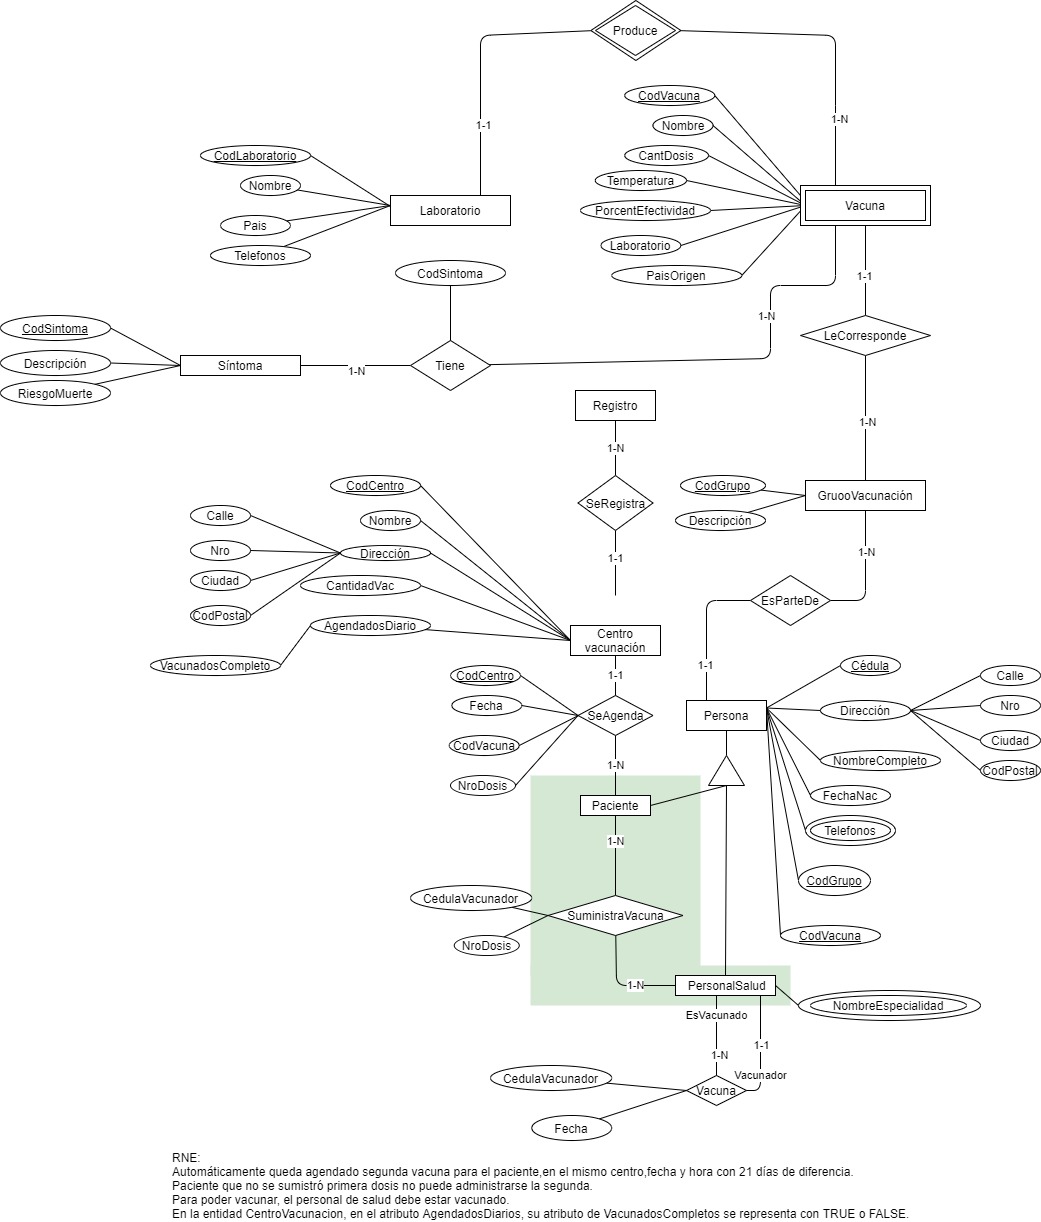 Produce
1-1
1-N
CodVacuna
Nombre
CantDosis
Temperatura
PorcentEfectividad
Laboratorio
PaisOrigen
Vacuna
CodLaboratorio
Nombre
Pais
Telefonos
Laboratorio
CodSintoma
1-1
1-N
LeCorresponde
CodSintoma
Descripción
RiesgoMuerte
Síntoma
1-N
Tiene
Registro
1-N
1-N
SeRegistra
1-1
CodGrupo
Descripción
GruooVacunación
1-N
EsParteDe
1-1
CodCentro
Nombre
Calle
Nro
Ciudad
CodPostal
Dirección
CantidadVac
AgendadosDiario
VacunadosCompleto
Centro
vacunación
1-1
CodCentro
Fecha
CodVacuna
NroDosis
SeAgenda
1-N
Persona
Cédula
Dirección
Calle
Nro
Ciudad
CodPostal
NombreCompleto
FechaNac
Telefonos
CodGrupo
CodVacuna
Paciente
1-N
CedulaVacunador
NroDosis
SuministraVacuna
1-N
PersonalSalud
NombreEspecialidad
EsVacunado
1-N
1-1
Vacunador
CedulaVacunador
Vacuna
Fecha
RNE:
Automáticamente queda agendado segunda vacuna para el paciente,en el mismo centro,fecha y hora con 21 días de diferencia.
Paciente que no se sumistró primera dosis no puede administrarse la segunda.
Para poder vacunar, el personal de salud debe estar vacunado.
En la entidad CentroVacunacion, en el atributo AgendadosDiarios, su atributo de VacunadosCompletos se representa con TRUE o FALSE.